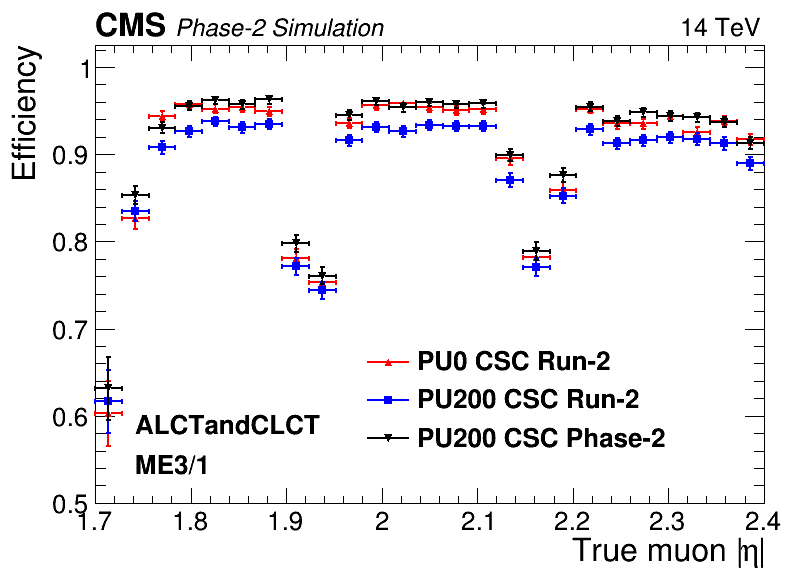 CMS Phase-2 Simulation 14 TeV
Efficiency
1
0.9
0.8
0.7
0.6
0.5
PU0 CSC Run-2
PU200 CSC Run-2
PU200 CSC Phase-2
ALCTandCLCT
ME3/1
1.7 1.8 1.9 2 2.1 2.2 2.3 2.4
True muon |η|